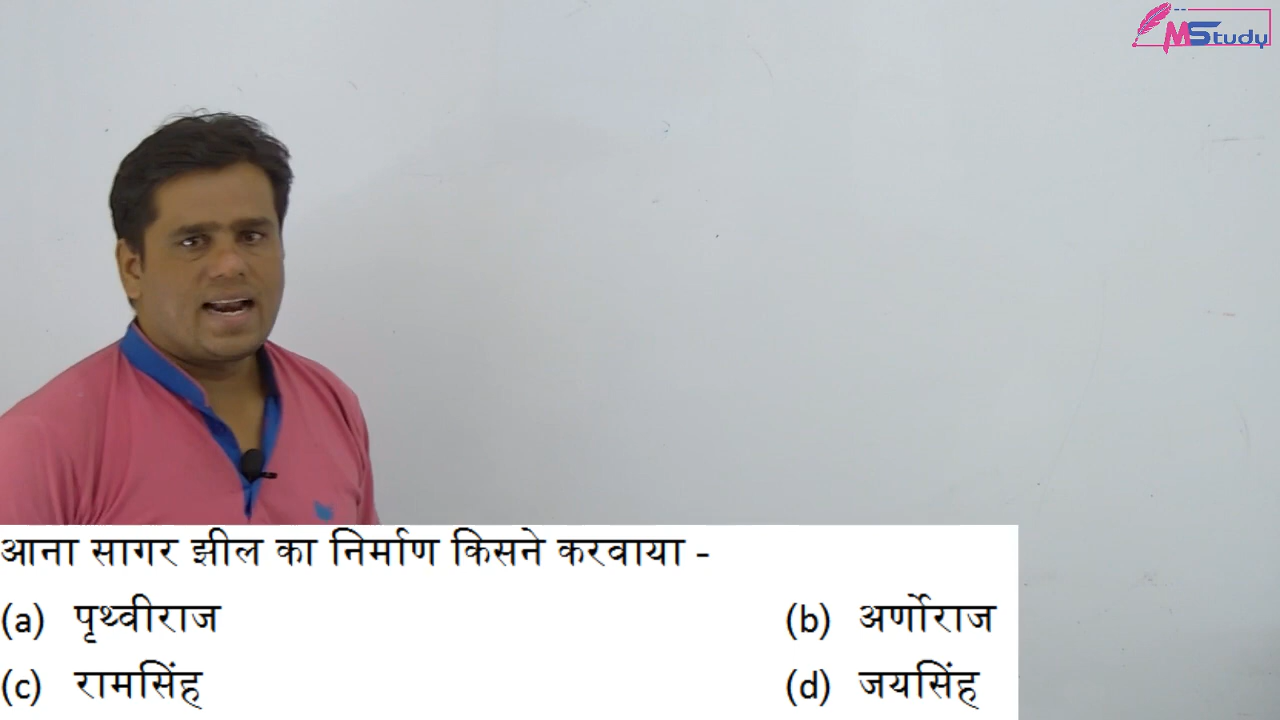 MStudy
आना सागर झील का निर्माण किसने करवाया -
(a) पृथ्वीराज (b) अर्णोराज
(c) रामसिंह (d) जयसिंह